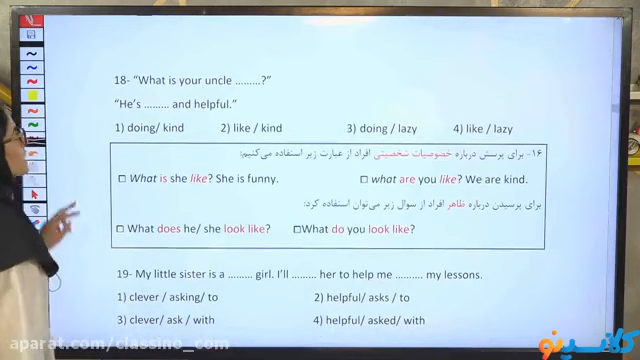 18- “What is your uncle .........?”
“He’s ......... and helpful.”
1) doing/ kind 2) like / kind 3) doing / lazy 4) like / lazy
۱۶- برای پرسش درباره خصوصیات شخصیتی افراد از عبارت زیر استفاده می‌کنیم:
What is she like? She is funny. what are you like? We are kind.
برای پرسیدن درباره ظاهر افراد از سوال زیر می‌توان استفاده کرد:
What does he/ she look like? What do you look like?
19- My little sister is a ......... girl. I’ll ......... her to help me .......... my lessons.
1) clever / asking/ to 2) helpful/ asks / to
3) clever/ ask / with 4) helpful/ asked/ with
aparat.com/classino_com
کلاسینو